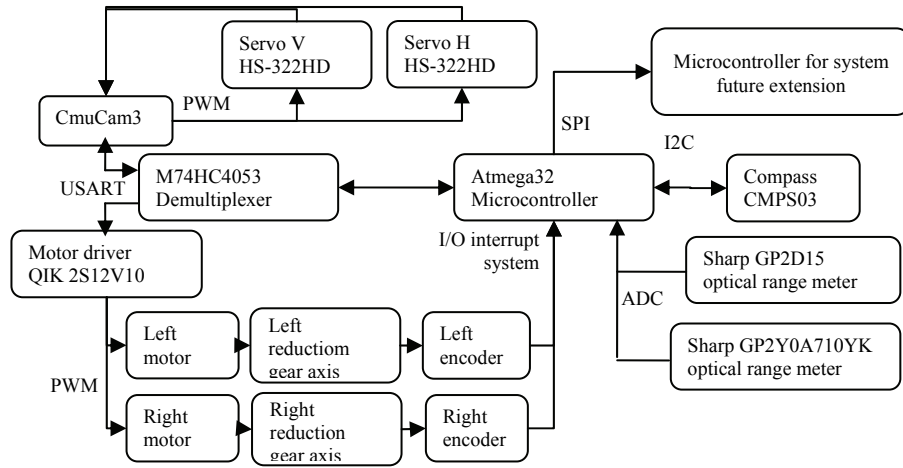 Servo V
HS-322HD
Servo H
HS-322HD
Microcontroller for system
future extension
CmuCam3
PWM
SPI
I2C
USART
M74HC4053
Demultiplexer
Atmega32
Microcontroller
Compass
CMPS03
Motor driver
QIK 2S12V10
I/O interrupt
system
Sharp GP2D15
optical range meter
ADC
Sharp GP2Y0A710YK
optical range meter
Left
motor
Left
reductiom
gear axis
Left
encoder
PWM
Right
motor
Right
reduction
gear axis
Right
encoder